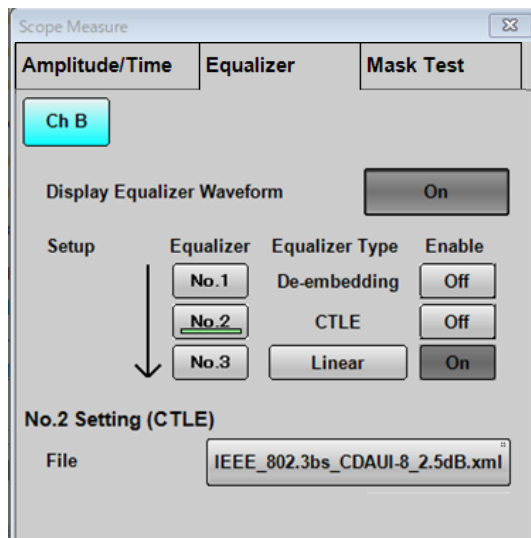 Scope Measure
Amplitude/Time Equalizer Mask Test
Ch B
Display Equalizer Waveform On
Setup Equalizer Equalizer Type Enable
No.1 De-embedding Off
No.2 CTLE Off
No.3 Linear On
No.2 Setting (CTLE)
File IEEE_802.3bs_CDAUI-8_2.5dB.xml